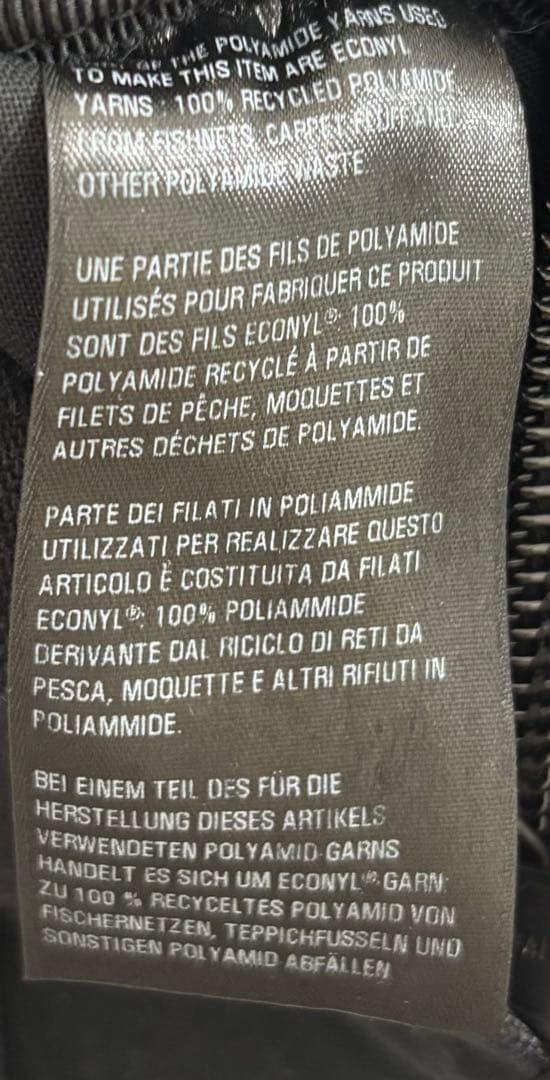 OF THE POLYAMIDE YARNS USED
TO MAKE THIS ITEM ARE ECONYL
YARNS : 100% RECYCLED POLYAMIDE
FROM FISHNETS, CARPET FLUFF AND
OTHER POLYAMIDE WASTE
UNE PARTIE DES FILS DE POLYAMIDE
UTILISÉS POUR FABRIQUER CE PRODUIT
SONT DES FILS ECONYL®: 100%
POLYAMIDE RECYCLÉ À PARTIR DE
FILETS DE PÊCHE, MOQUETTES ET
AUTRES DÉCHETS DE POLYAMIDE.
PARTE DEI FILATI IN POLIAMMIDE
UTILIZZATI PER REALIZZARE QUESTO
ARTICOLO È COSTITUITA DA FILATI
ECONYL®: 100% POLIAMMIDE
DERIVANTE DAL RICICLO DI RETI DA
PESCA, MOQUETTE E ALTRI RIFIUTI IN
POLIAMMIDE.
BEI EINEM TEIL DES FÜR DIE
HERSTELLUNG DIESES ARTIKELS
VERWENDETEN POLYAMID-GARNS
HANDELT ES SICH UM ECONYL®-GARN:
ZU 100 % RECYCELTES POLYAMID VON
FISCHERNETZEN, TEPPICHFUSSELN UND
SONSTIGEN POLYAMID ABFÄLLEN